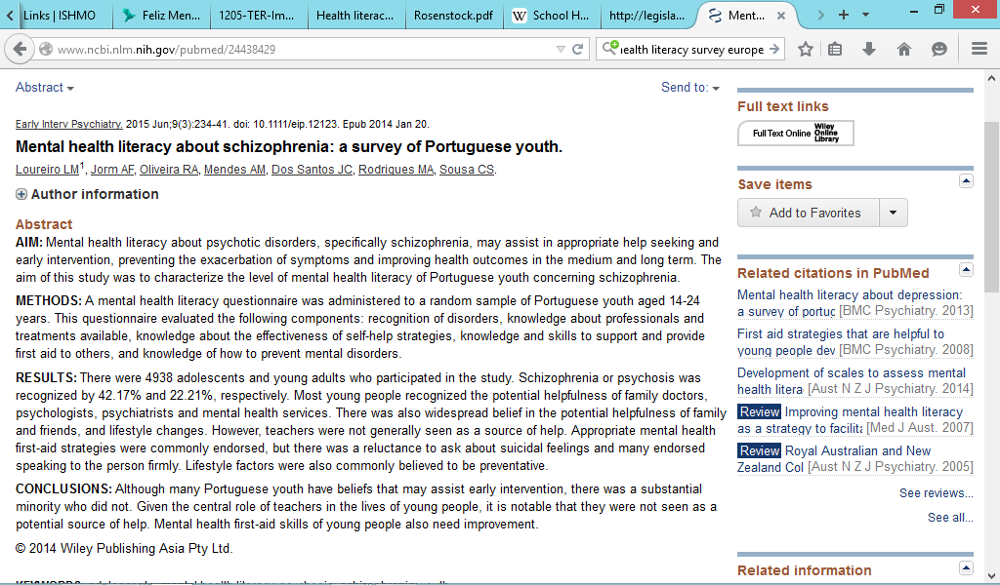 Links | ISHMO
Feliz Men...
1205-TER-Im...
Health literac...
Rosenstock.pdf
School H...
http://legisla...
Ment...
www.ncbi.nlm.nih.gov/pubmed/24438429
ealth literacy survey europe
Abstract
Send to:
Early Interv Psychiatry. 2015 Jun;9(3):234-41. doi: 10.1111/eip.12123. Epub 2014 Jan 20.
Mental health literacy about schizophrenia: a survey of Portuguese youth.
Loureiro LM1, Jorm AF, Oliveira RA, Mendes AM, Dos Santos JC, Rodrigues MA, Sousa CS.
Author information
Abstract
AIM: Mental health literacy about psychotic disorders, specifically schizophrenia, may assist in appropriate help seeking and
early intervention, preventing the exacerbation of symptoms and improving health outcomes in the medium and long term. The
aim of this study was to characterize the level of mental health literacy of Portuguese youth concerning schizophrenia.
METHODS: A mental health literacy questionnaire was administered to a random sample of Portuguese youth aged 14-24
years. This questionnaire evaluated the following components: recognition of disorders, knowledge about professionals and
treatments available, knowledge about the effectiveness of self-help strategies, knowledge and skills to support and provide
first aid to others, and knowledge of how to prevent mental disorders.
RESULTS: There were 4938 adolescents and young adults who participated in the study. Schizophrenia or psychosis was
recognized by 42.17% and 22.21%, respectively. Most young people recognized the potential helpfulness of family doctors,
psychologists, psychiatrists and mental health services. There was also widespread belief in the potential helpfulness of family
and friends, and lifestyle changes. However, teachers were not generally seen as a source of help. Appropriate mental health
first-aid strategies were commonly endorsed, but there was a reluctance to ask about suicidal feelings and many endorsed
speaking to the person firmly. Lifestyle factors were also commonly believed to be preventative.
CONCLUSIONS: Although many Portuguese youth have beliefs that may assist early intervention, there was a substantial
minority who did not. Given the central role of teachers in the lives of young people, it is notable that they were not seen as a
potential source of help. Mental health first-aid skills of young people also need improvement.
© 2014 Wiley Publishing Asia Pty Ltd.
Full text links
Full Text Online Wiley Online Library
Save items
Add to Favorites
Related citations in PubMed
Mental health literacy about depression:
a survey of portug [BMC Psychiatry. 2013]
First aid strategies that are helpful to
young people dev [BMC Psychiatry. 2008]
Development of scales to assess mental
health litera [Aust N Z J Psychiatry. 2014]
Review Improving mental health literacy
as a strategy to facilita [Med J Aust. 2007]
Review Royal Australian and New
Zealand Col [Aust N Z J Psychiatry. 2005]
See reviews...
See all...
Related information